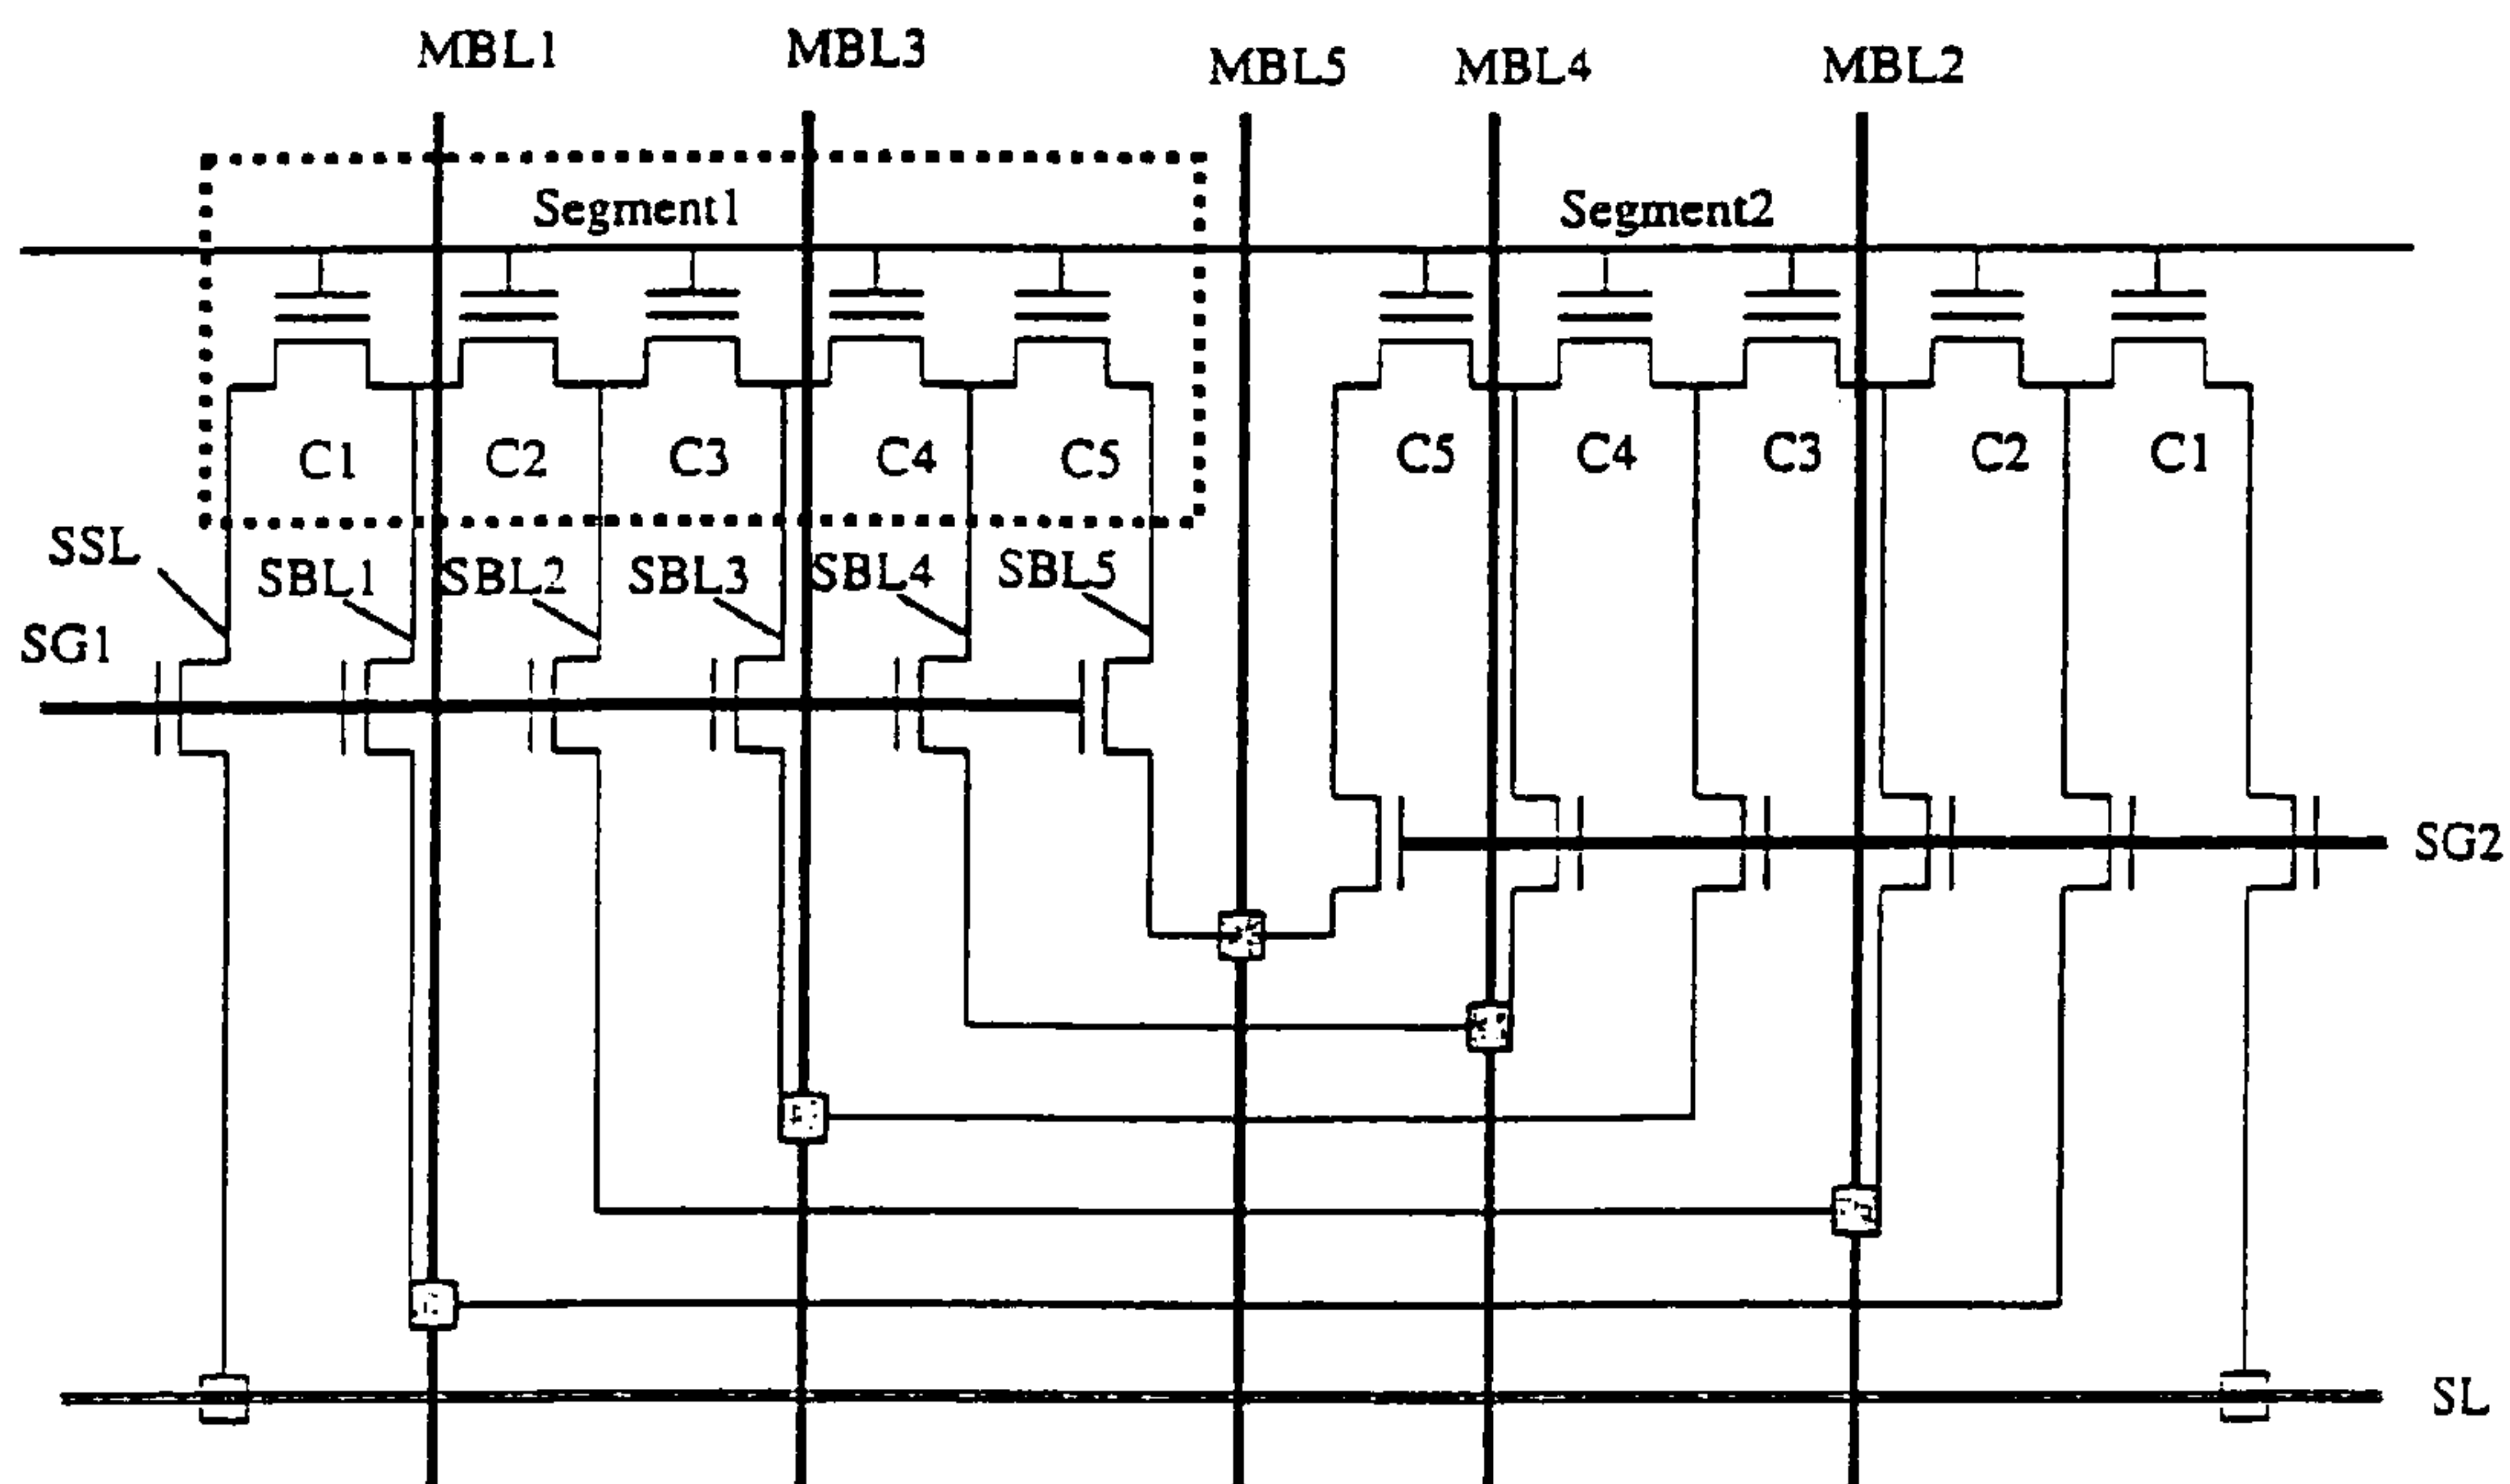 MBL1 MBL3 MBL5 MBL4 MBL2
Segment1 Segment2
C1 C2 C3 C4 C5 C5 C4 C3 C2 C1
SSL SBL1 SBL2 SBL3 SBL4 SBL5
SG1
SG2
SL